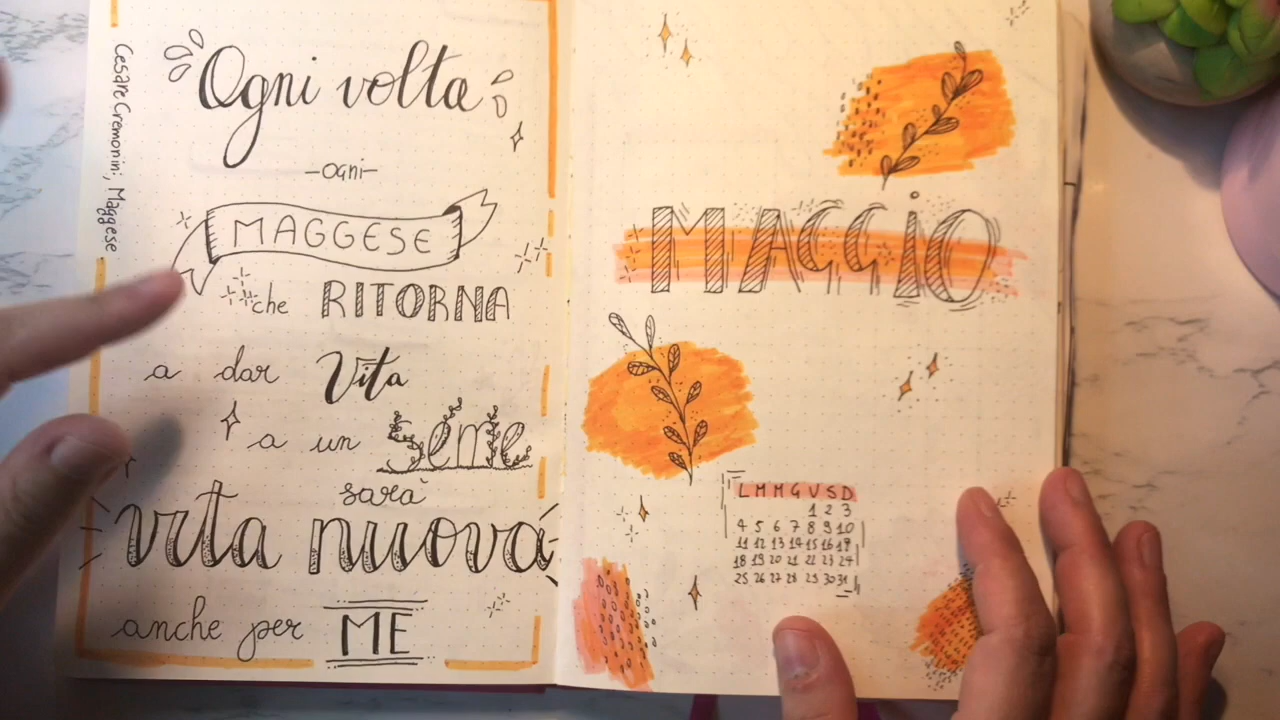 Cesare Cremonini, Maggese
Ogni volta
-ogni-
MAGGESE
che RITORNA
a dar Vita
a un seme
sarà
vita nuova
anche per ME
MAGGIO
L M M G V S D
1 2 3
4 5 6 7 8 9 10
11 12 13 14 15 16 17
18 19 20 21 22 23 24
25 26 27 28 29 30 31